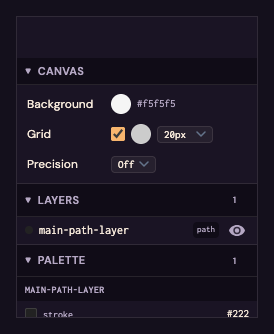 ▼ CANVAS
Background #f5f5f5
Grid 20px
Precision Off
▼ LAYERS 1
main-path-layer path
▼ PALETTE 1
MAIN-PATH-LAYER
stroke #222